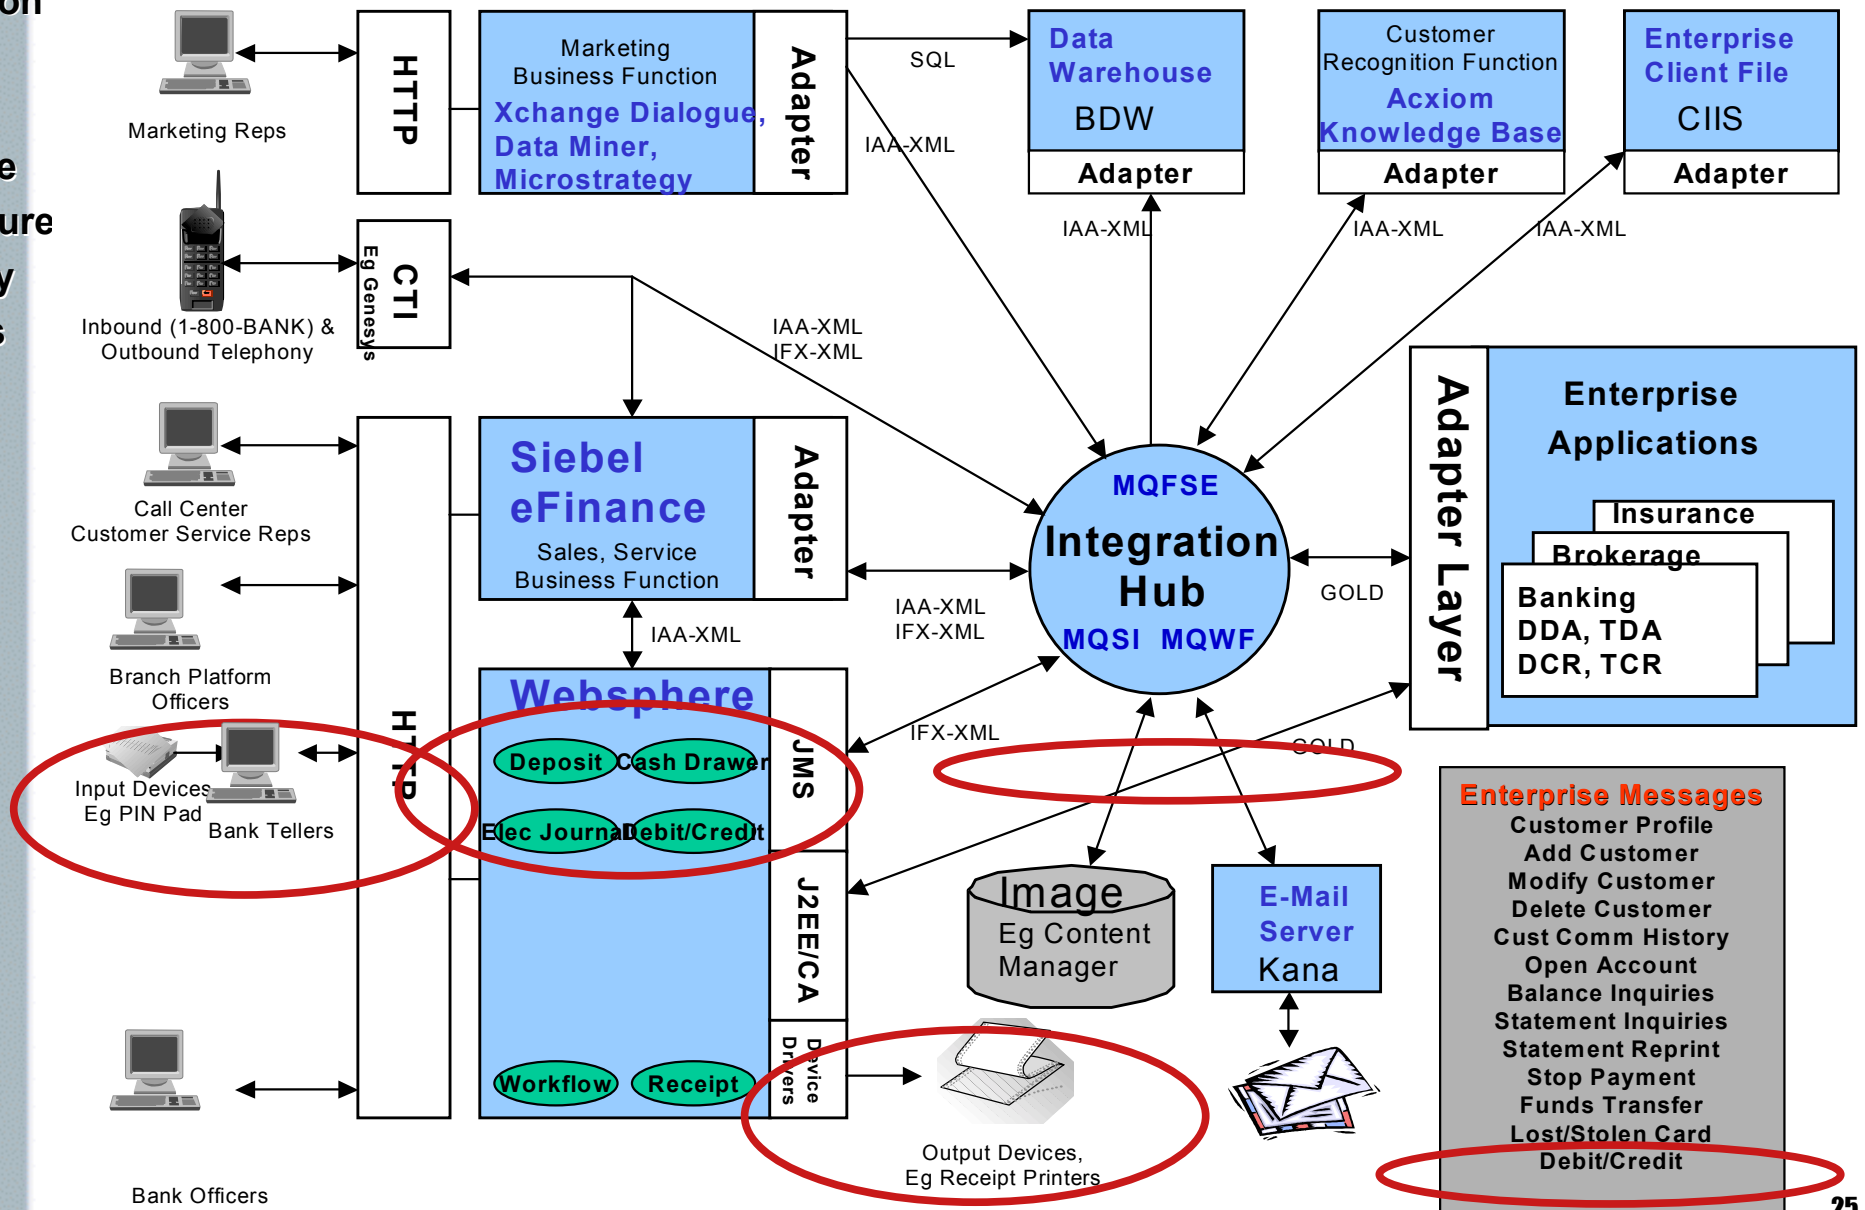 on
e
ure
y
s
Marketing Reps
HTTP
Marketing
Business Function
Xchange Dialogue,
Data Miner,
Microstrategy
Adapter
SQL
IAA-XML
Data
Warehouse
BDW
Adapter
IAA-XML
Customer
Recognition Function
Acxiom
Knowledge Base
Adapter
IAA-XML
Enterprise
Client File
CIIS
Adapter
IAA-XML
Inbound (1-800-BANK) &
Outbound Telephony
CTI
Eg Genesys
IAA-XML
IFX-XML
Call Center
Customer Service Reps
Branch Platform
Officers
Input Devices
Eg PIN Pad
Bank Tellers
Bank Officers
HTTP
Siebel
eFinance
Sales, Service
Business Function
Adapter
IAA-XML
IAA-XML
IFX-XML
Websphere
Deposit
Cash Drawer
Elec Journal
Debit/Credit
Workflow
Receipt
JMS
J2EE/CA
Device
Drivers
IFX-XML
GOLD
MQFSE
Integration
Hub
MQSI MQWF
GOLD
Adapter Layer
Enterprise
Applications
Insurance
Brokerage
Banking
DDA, TDA
DCR, TCR
Image
Eg Content
Manager
E-Mail
Server
Kana
Output Devices,
Eg Receipt Printers
Enterprise Messages
Customer Profile
Add Customer
Modify Customer
Delete Customer
Cust Comm History
Open Account
Balance Inquiries
Statement Inquiries
Statement Reprint
Stop Payment
Funds Transfer
Lost/Stolen Card
Debit/Credit
25